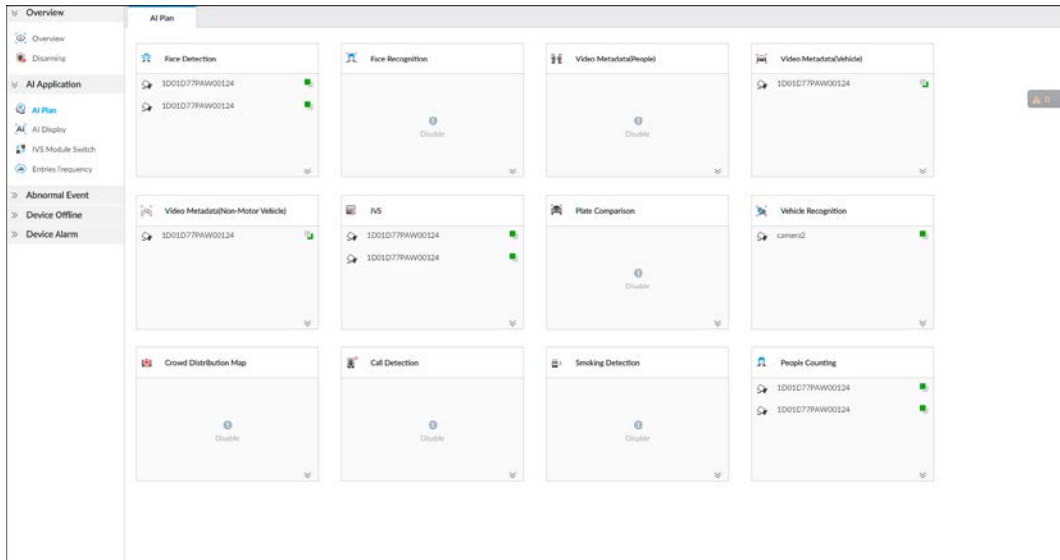 Overview
Overview
Disarming
AI Application
AI Plan
AI Display
IVS Module Switch
Entries Frequency
Abnormal Event
Device Offline
Device Alarm
AI Plan
Face Detection
1D01D77PAW00124
1D01D77PAW00124
Face Recognition
Disable
Video Metadata(People)
Disable
Video Metadata(Vehicle)
1D01D77PAW00124
Video Metadata(Non-Motor Vehicle)
1D01D77PAW00124
IVS
1D01D77PAW00124
1D01D77PAW00124
Plate Comparison
Disable
Vehicle Recognition
camera2
Crowd Distribution Map
Disable
Call Detection
Disable
Smoking Detection
Disable
People Counting
1D01D77PAW00124
1D01D77PAW00124